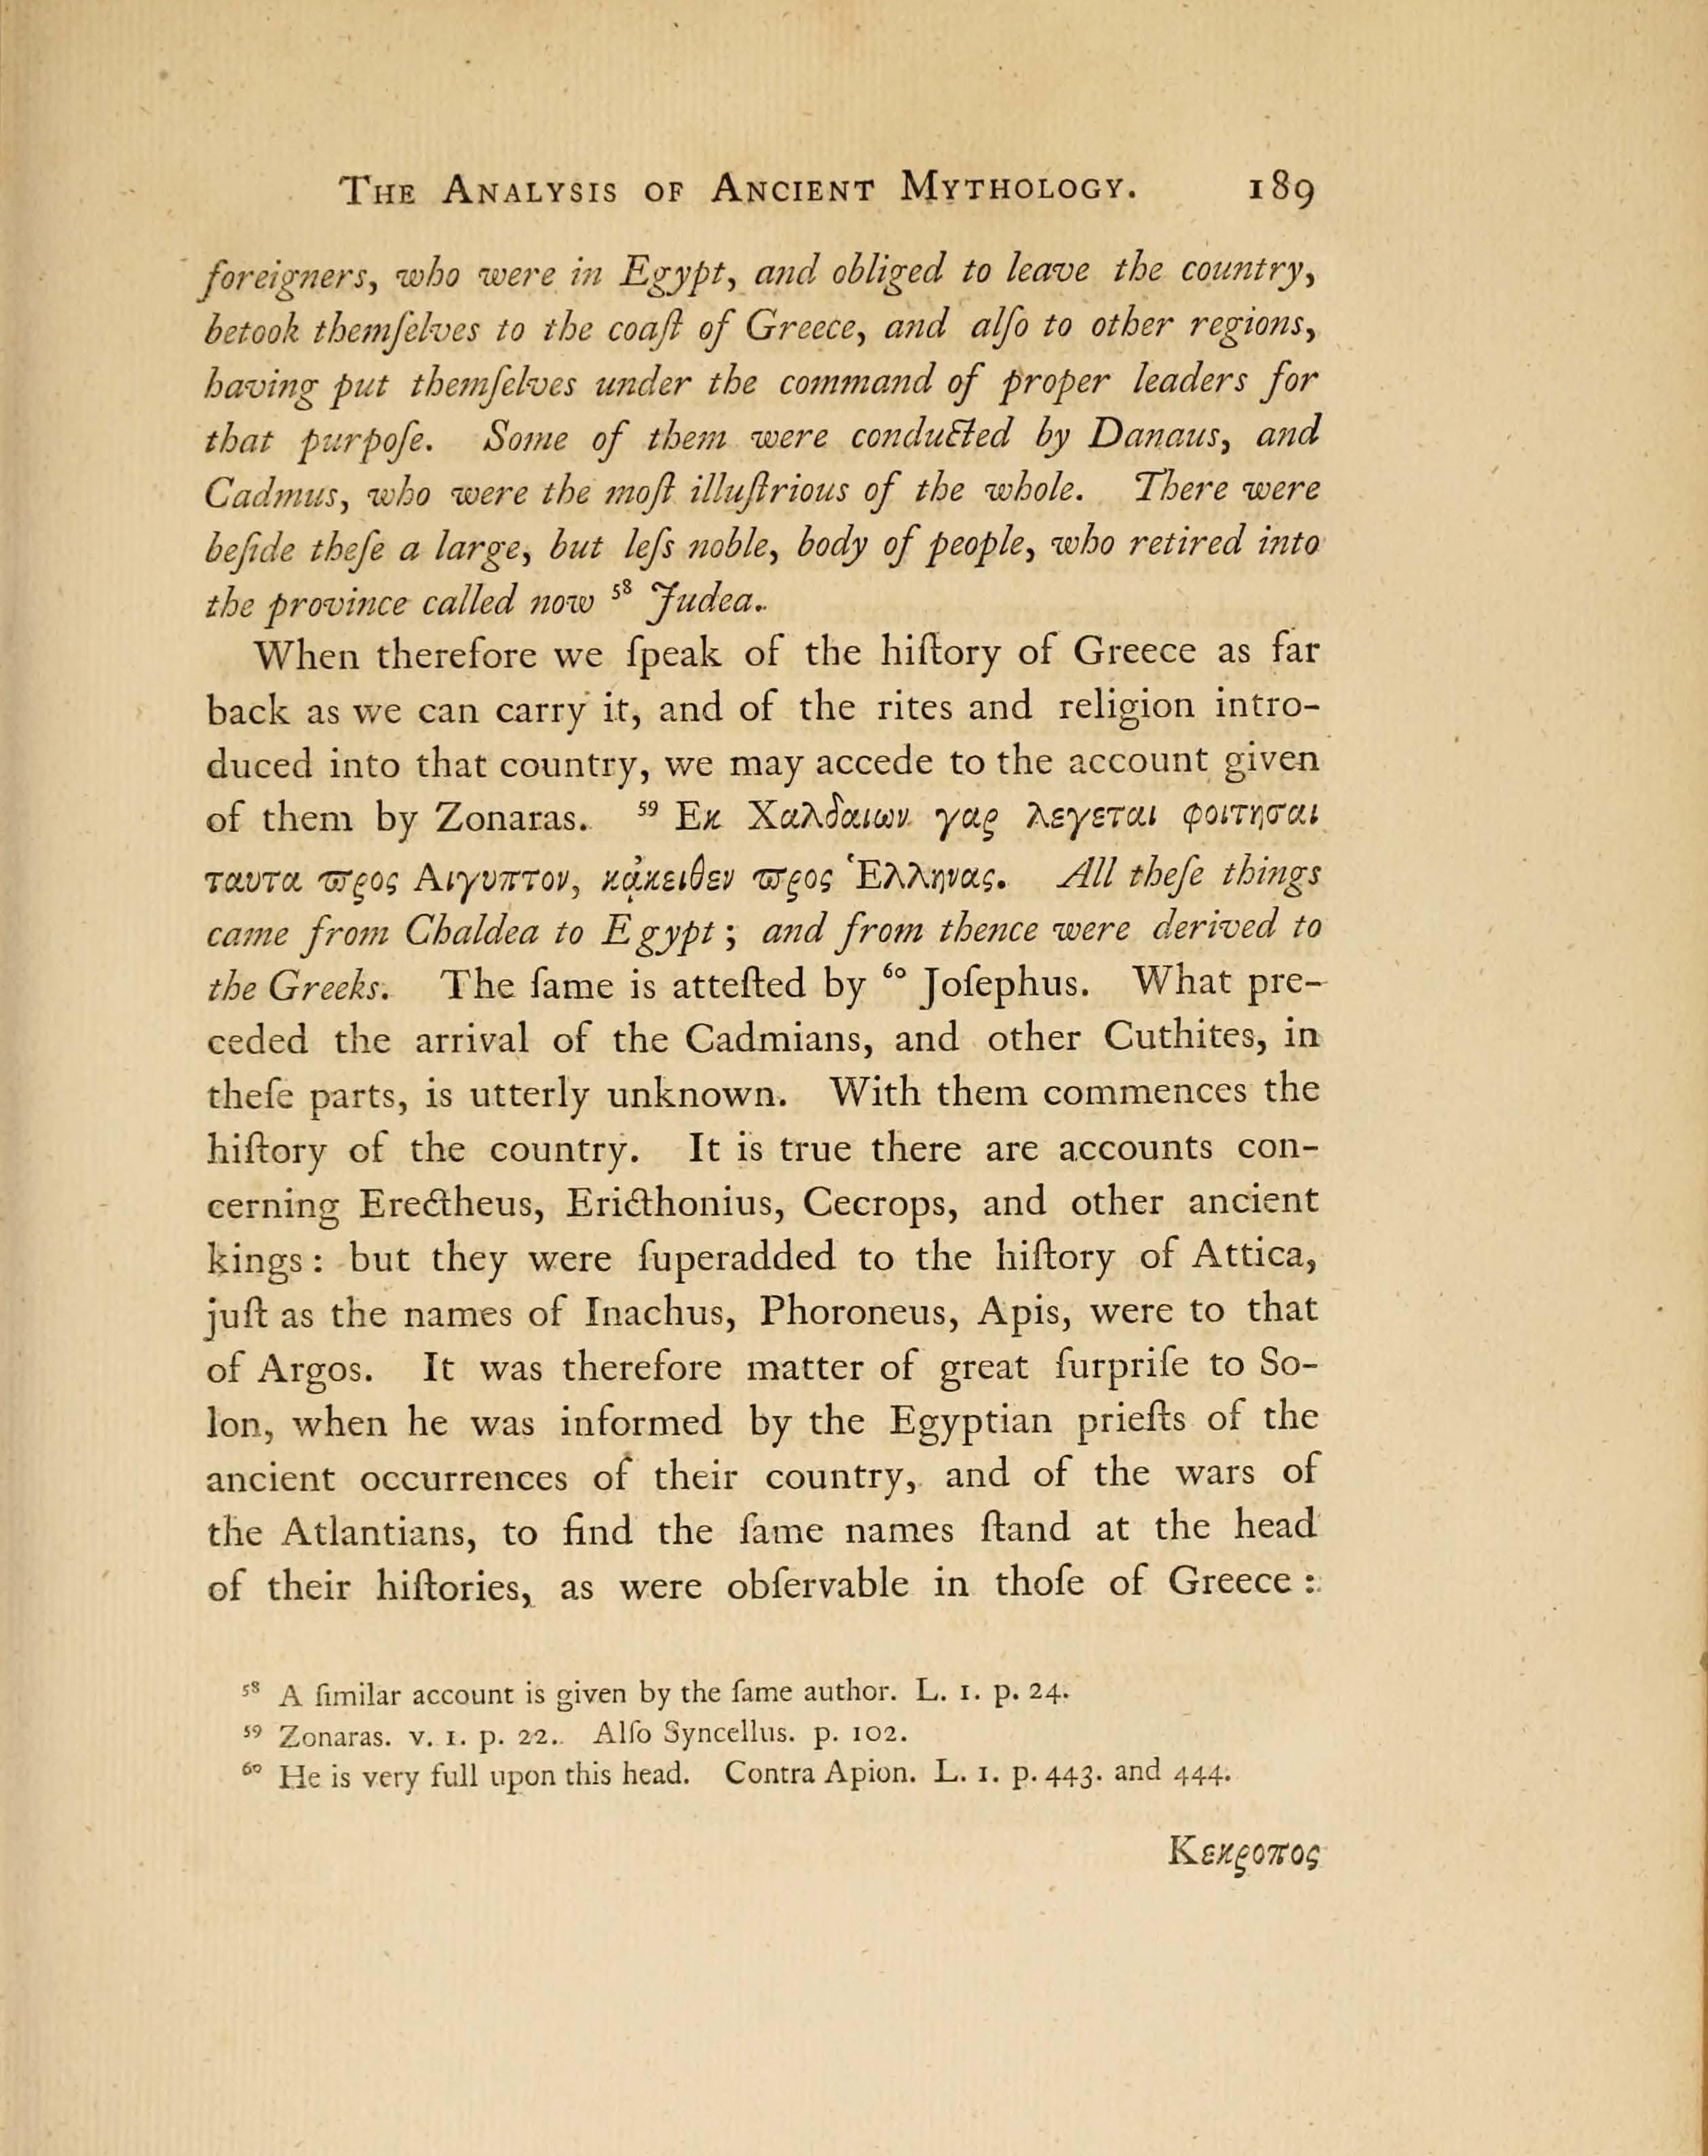 THE ANALYSIS OF ANCIENT MYTHOLOGY. 189
foreigners, who were in Egypt, and obliged to leave the country,
betook themſelves to the coaſt of Greece, and alſo to other regions,
having put themſelves under the command of proper leaders for
that purpoſe. Some of them were conducted by Danaus, and
Cadmus, who were the moſt illuſtrious of the whole. There were
beſide theſe a large, but leſs noble, body of people, who retired into
the province called now ⁵⁸ Judea.
When therefore we ſpeak of the hiſtory of Greece as far
back as we can carry it, and of the rites and religion intro-
duced into that country, we may accede to the account given
of them by Zonaras. ⁵⁹ Εκ Χαλδαιων γαρ λεγεται φοιτησαι
ταυτα προς Αιγυπτον, κᾳκειθεν προς Ἑλληνας. All theſe things
came from Chaldea to Egypt; and from thence were derived to
the Greeks. The ſame is atteſted by ⁶⁰ Joſephus. What pre-
ceded the arrival of the Cadmians, and other Cuthites, in
theſe parts, is utterly unknown. With them commences the
hiſtory of the country. It is true there are accounts con-
cerning Erectheus, Ericthonius, Cecrops, and other ancient
kings: but they were ſuperadded to the hiſtory of Attica,
juſt as the names of Inachus, Phoroneus, Apis, were to that
of Argos. It was therefore matter of great ſurpriſe to So-
lon, when he was informed by the Egyptian prieſts of the
ancient occurrences of their country, and of the wars of
the Atlantians, to find the ſame names ſtand at the head
of their hiſtories, as were obſervable in thoſe of Greece:
⁵⁸ A ſimilar account is given by the ſame author. L. 1. p. 24.
⁵⁹ Zonaras. v. 1. p. 22. Alſo Syncellus. p. 102.
⁶⁰ He is very full upon this head. Contra Apion. L. 1. p. 443. and 444.
Κεκροπος